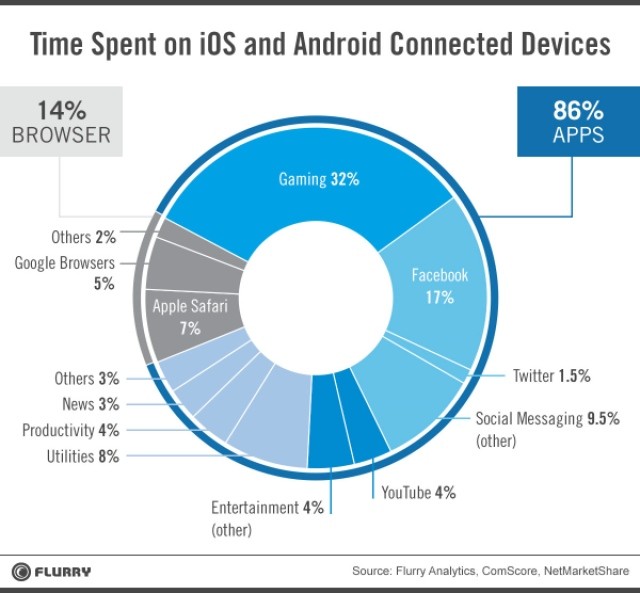 Time Spent on iOS and Android Connected Devices
14%
BROWSER
86%
APPS
Gaming 32%
Facebook
17%
Twitter 1.5%
Social Messaging 9.5%
(other)
YouTube 4%
Entertainment 4%
(other)
Utilities 8%
Productivity 4%
News 3%
Others 3%
Apple Safari
7%
Google Browsers
5%
Others 2%
FLURRY
Source: Flurry Analytics, ComScore, NetMarketShare